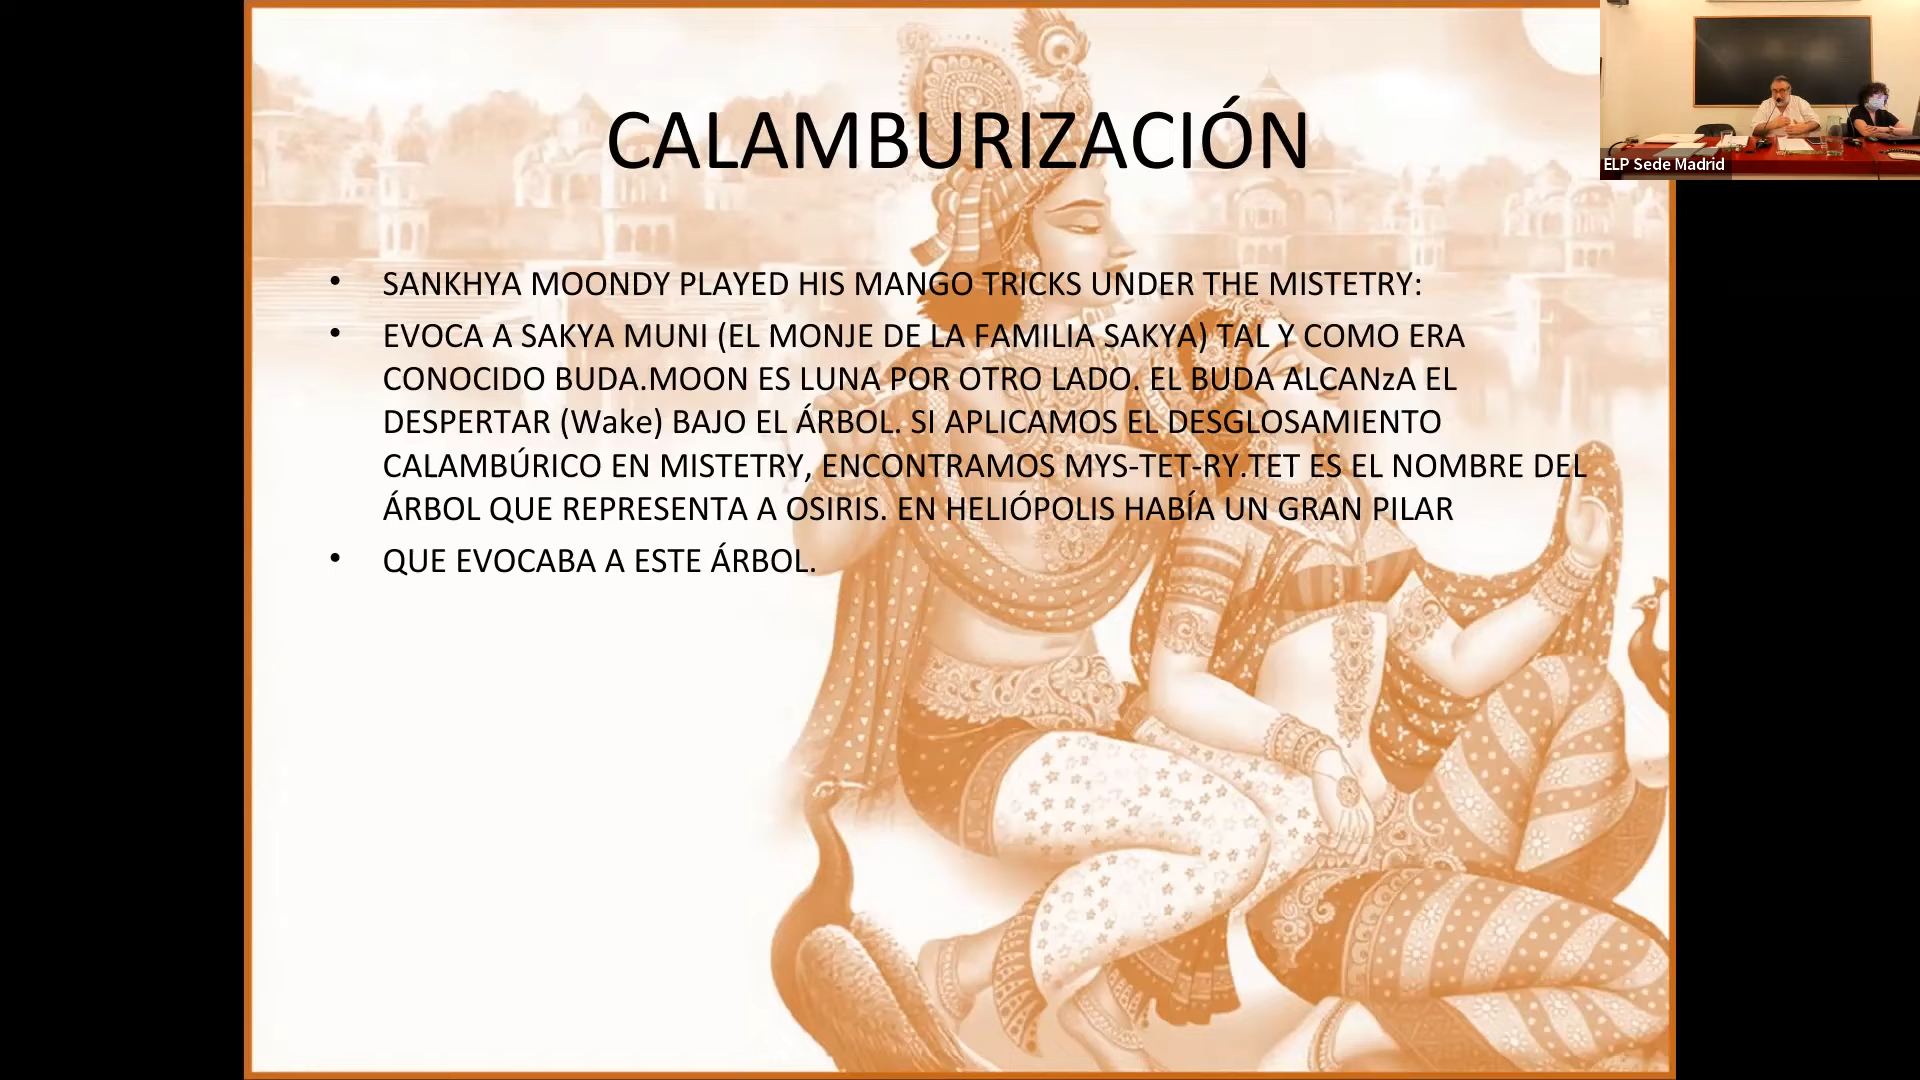 CALAMBURIZACIÓN
ELP Sede Madrid
• SANKHYA MOONDY PLAYED HIS MANGO TRICKS UNDER THE MISTETRY:
• EVOCA A SAKYA MUNI (EL MONJE DE LA FAMILIA SAKYA) TAL Y COMO ERA
CONOCIDO BUDA.MOON ES LUNA POR OTRO LADO. EL BUDA ALCANzA EL
DESPERTAR (Wake) BAJO EL ÁRBOL. SI APLICAMOS EL DESGLOSAMIENTO
CALAMBÚRICO EN MISTETRY, ENCONTRAMOS MYS-TET-RY.TET ES EL NOMBRE DEL
ÁRBOL QUE REPRESENTA A OSIRIS. EN HELIÓPOLIS HABÍA UN GRAN PILAR
• QUE EVOCABA A ESTE ÁRBOL.